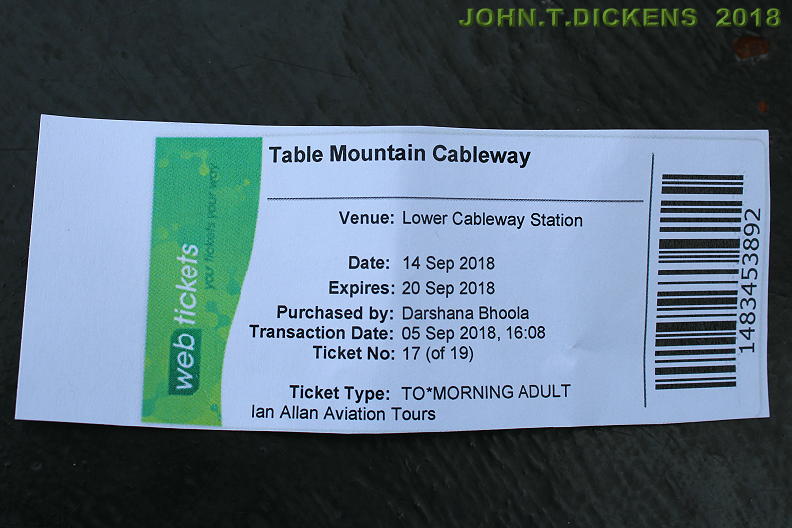 JOHN.T.DICKENS 2018
Table Mountain Cableway
Venue: Lower Cableway Station
Date: 14 Sep 2018
Expires: 20 Sep 2018
Purchased by: Darshana Bhoola
Transaction Date: 05 Sep 2018, 16:08
Ticket No: 17 (of 19)
Ticket Type: TO*MORNING ADULT
Ian Allan Aviation Tours
webtickets
your tickets your way
1483453892